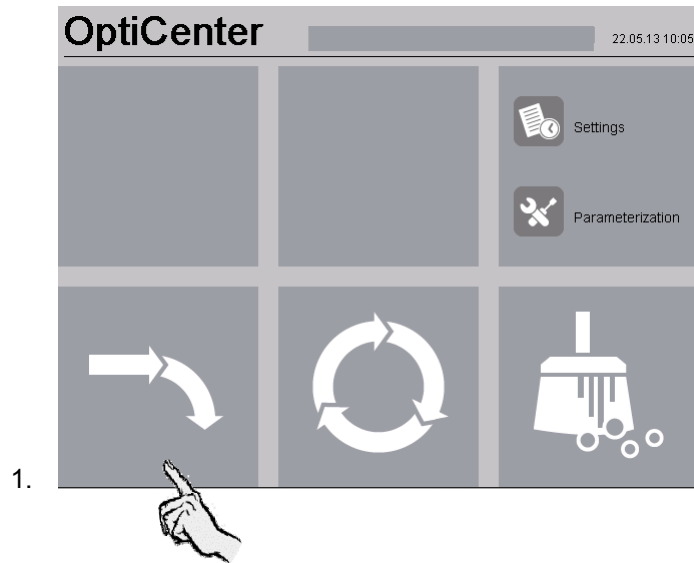 OptiCenter
22.05.13 10:05
Settings
Parameterization
1.